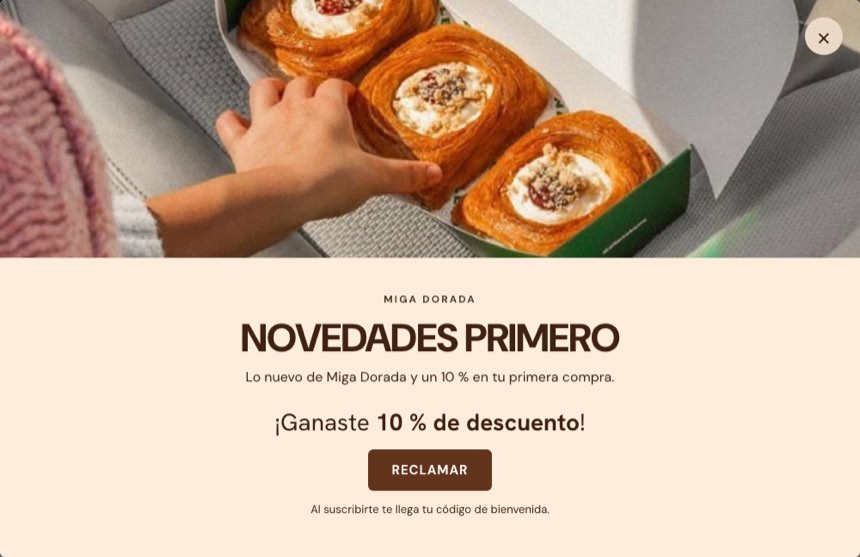 MIGA DORADA
NOVEDADES PRIMERO
Lo nuevo de Miga Dorada y un 10 % en tu primera compra.
¡Ganaste 10 % de descuento!
RECLAMAR
Al suscribirte te llega tu código de bienvenida.